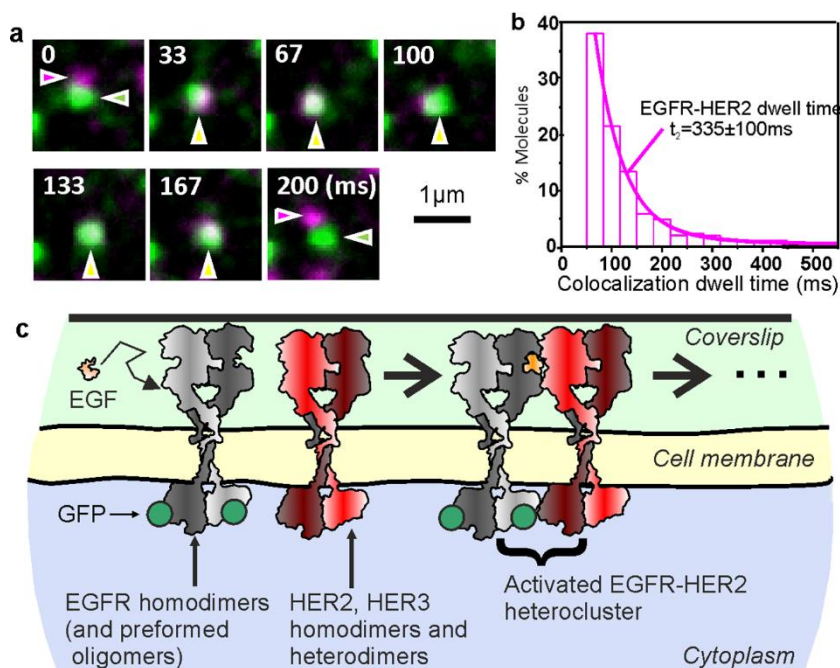 a
0
33
67
100
133
167
200 (ms)
1μm
b
% Molecules
40
30
20
10
0
EGFR-HER2 dwell time
t₂=335±100ms
0 100 200 300 400 500
Colocalization dwell time (ms)
c
Coverslip
EGF
Cell membrane
GFP
EGFR homodimers
(and preformed
oligomers)
HER2, HER3
homodimers and
heterodimers
Activated EGFR-HER2
heterocluster
Cytoplasm